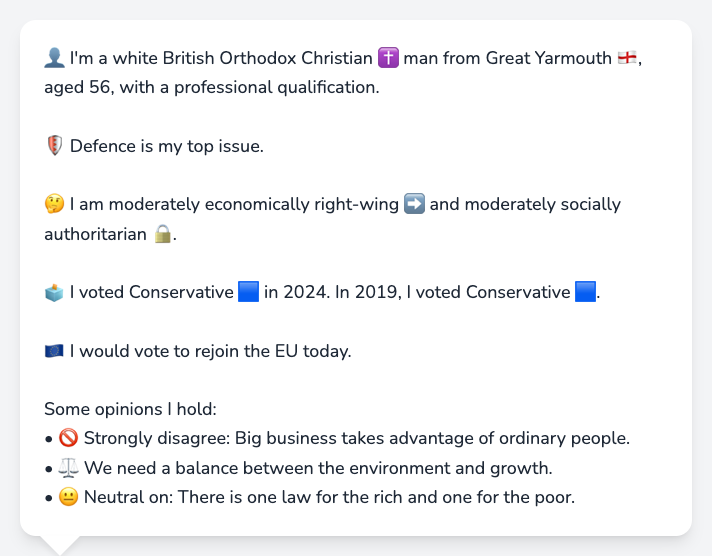 👤 I'm a white British Orthodox Christian ✝️ man from Great Yarmouth 🏴󠁧󠁢󠁥󠁮󠁧󠁿,
aged 56, with a professional qualification.
🛡️ Defence is my top issue.
🤔 I am moderately economically right-wing ➡️ and moderately socially
authoritarian 🔒.
🗳️ I voted Conservative 🟦 in 2024. In 2019, I voted Conservative 🟦.
🇪🇺 I would vote to rejoin the EU today.
Some opinions I hold:
• 🚫 Strongly disagree: Big business takes advantage of ordinary people.
• ⚖️ We need a balance between the environment and growth.
• 😐 Neutral on: There is one law for the rich and one for the poor.